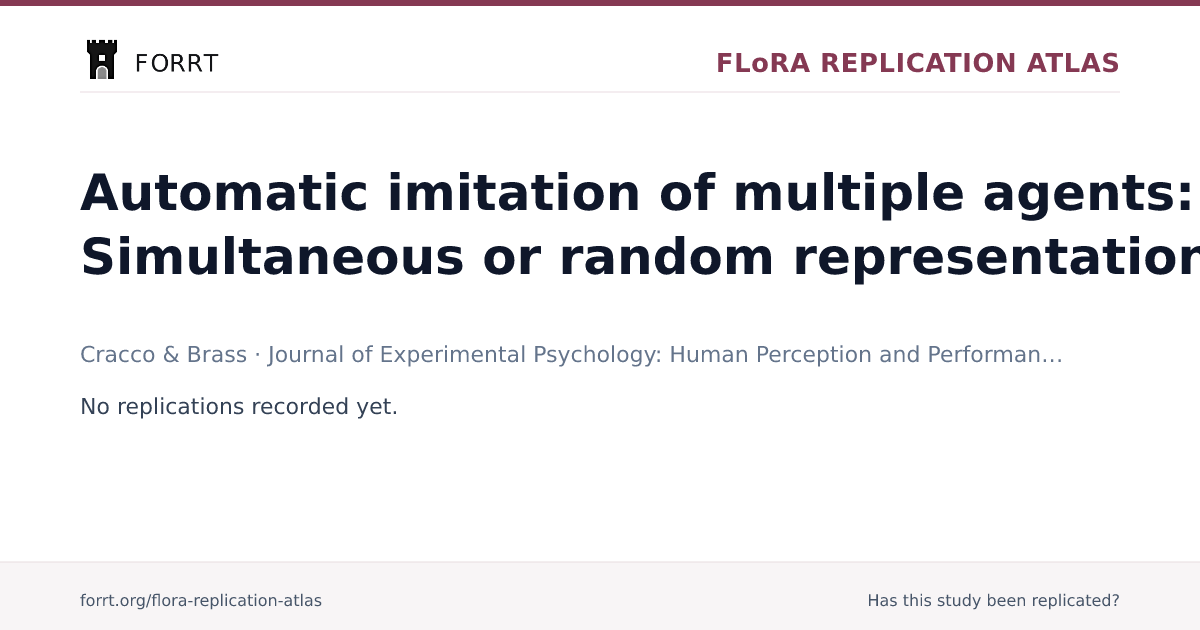 FORRT
FLoRA REPLICATION ATLAS
Automatic imitation of multiple agents:
Simultaneous or random representation
Cracco & Brass · Journal of Experimental Psychology: Human Perception and Performan…
No replications recorded yet.
forrt.org/flora-replication-atlas
Has this study been replicated?